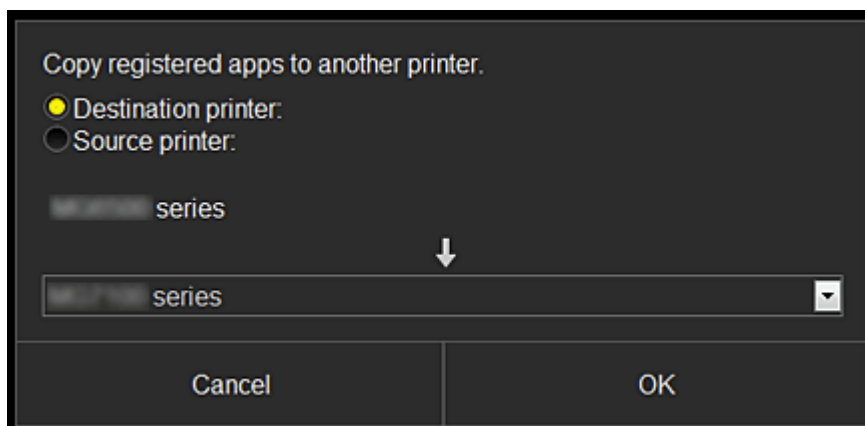 Copy registered apps to another printer.
Destination printer:
Source printer:
series
series
Cancel
OK